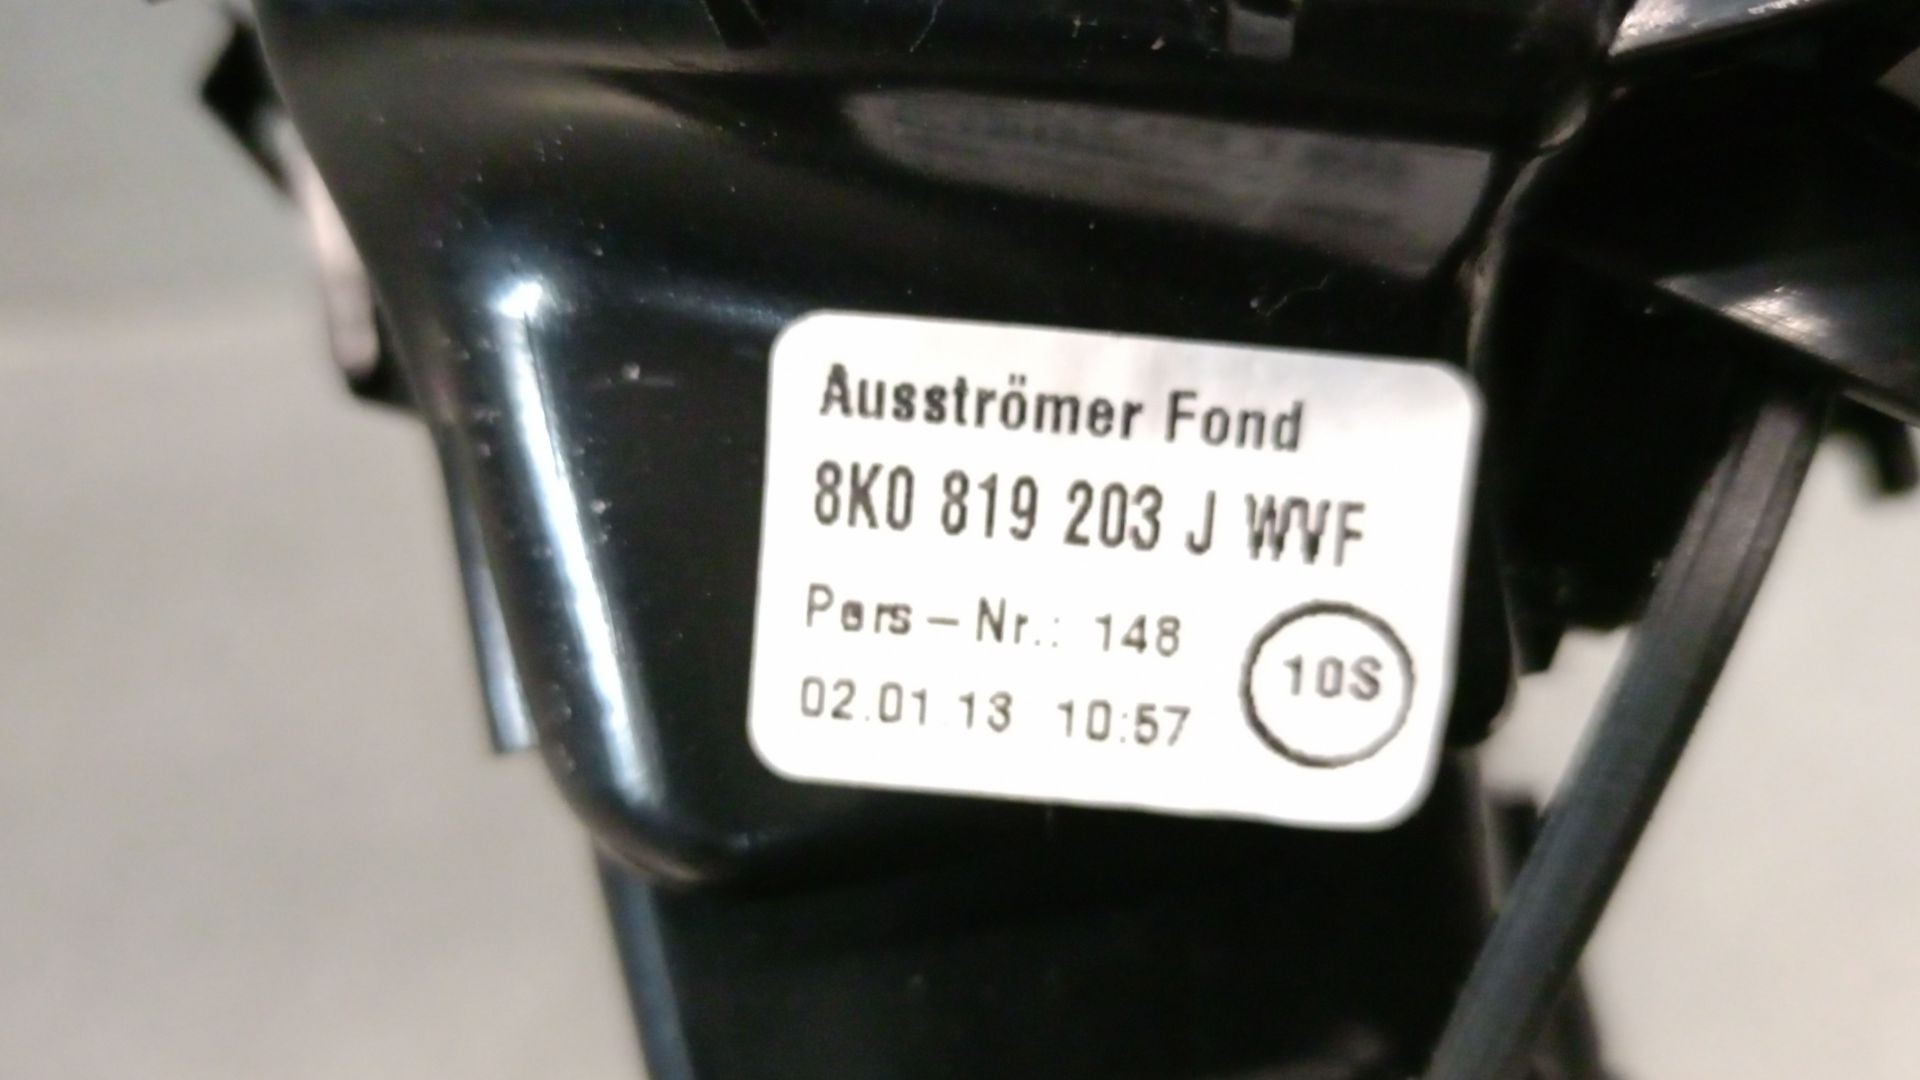 Ausströmer Fond
8K0 819 203 J WVF
Pers-Nr.: 148
02.01.13 10:57
10S